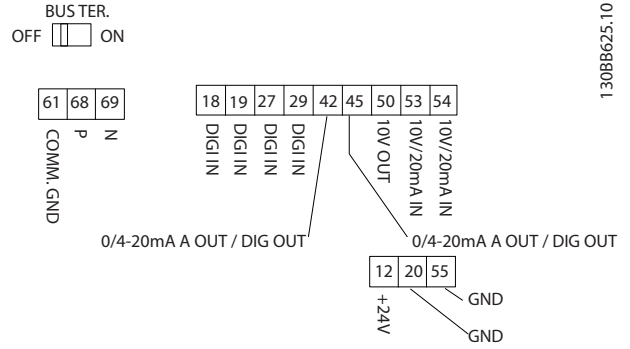 BUS TER.
OFF ON
130BB625.10
61 68 69
COMM. GND
P
N
18 19 27 29 42 45 50 53 54
DIGI IN
DIGI IN
DIGI IN
DIGI IN
10V OUT
10V/20mA IN
10V/20mA IN
0/4-20mA A OUT / DIG OUT
0/4-20mA A OUT / DIG OUT
12 20 55
+24V
GND
GND